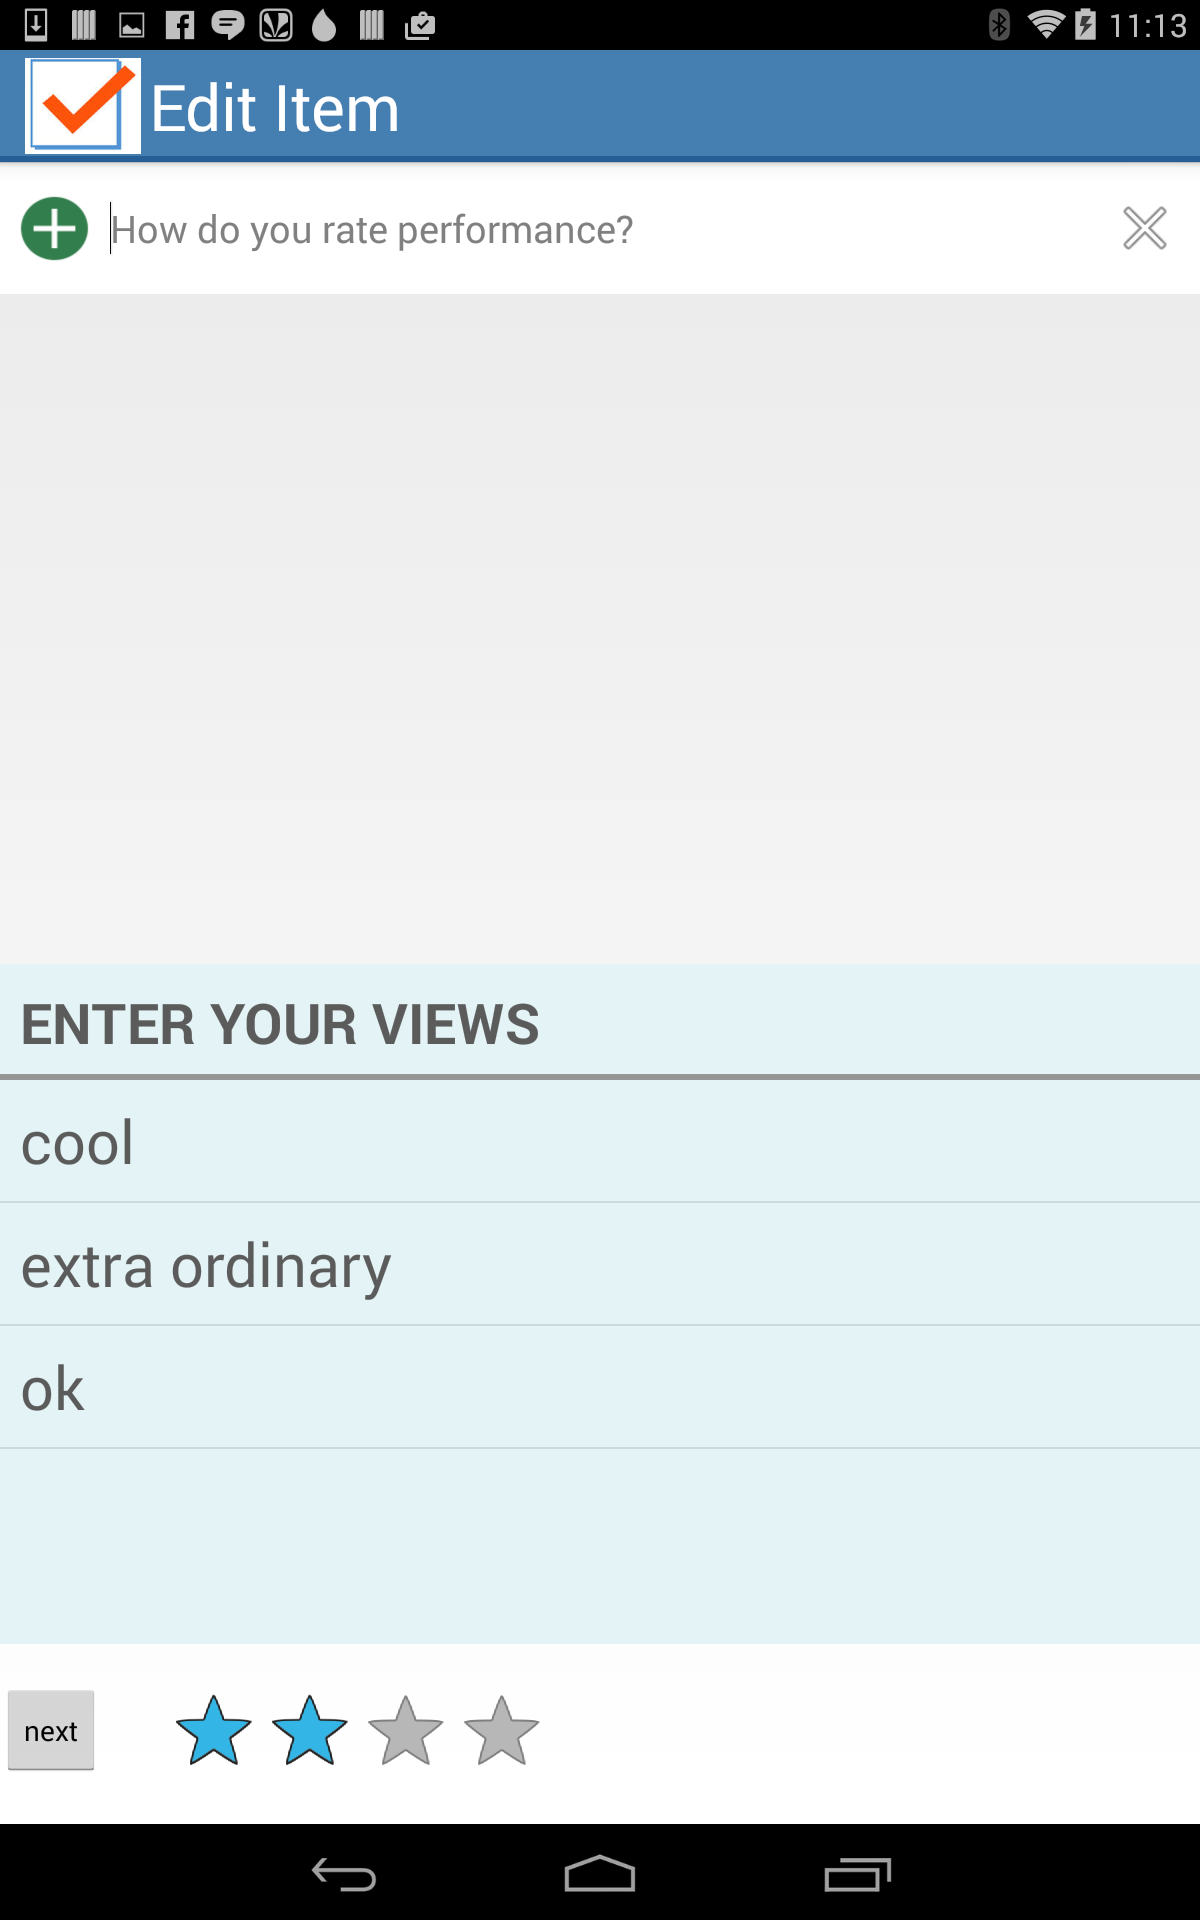 11:13
Edit Item
How do you rate performance?
ENTER YOUR VIEWS
cool
extra ordinary
ok
next